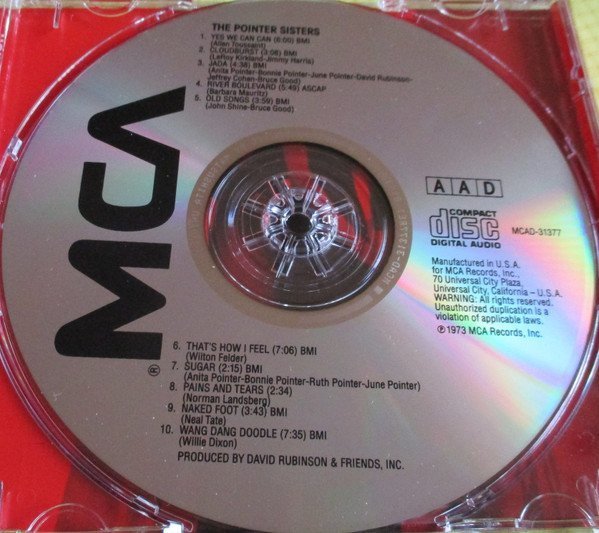 THE POINTER SISTERS
1. YES WE CAN CAN (6:00) BMI
(Allen Toussaint)
2. CLOUDBURST (3:06) BMI
(Leftoy Kirkland-Jimmy Harris)
3. JADA (4:38) BMI
(Anita Pointer-Bonnie Pointer-June Pointer-David Rubinson-
Jeffrey Cohen-Bruce Good)
4. RIVER BOULEVARD (5:49) ASCAP
(Barbara Mauritz)
5. OLD SONGS (3:59) BMI
(John Shine-Bruce Good)
MCA
®
AAD
COMPACT
disc
DIGITAL AUDIO
MCAD-31377
Manufactured in U.S.A.
for MCA Records, Inc.,
70 Universal City Plaza,
Universal City, California – U.S.A.
WARNING: All rights reserved.
Unauthorized duplication is a
violation of applicable laws.
℗1973 MCA Records, Inc.
6. THAT'S HOW I FEEL (7:06) BMI
(Wilton Felder)
7. SUGAR (2:15) BMI
(Anita Pointer-Bonnie Pointer-Ruth Pointer-June Pointer)
8. PAINS AND TEARS (2:34)
(Norman Landsberg)
9. NAKED FOOT (3:43) BMI
(Neal Tate)
10. WANG DANG DOODLE (7:35) BMI
(Willie Dixon)
PRODUCED BY DAVID RUBINSON & FRIENDS, INC.